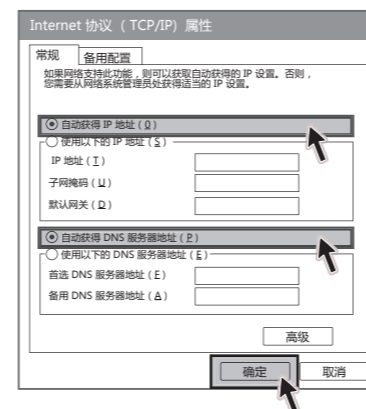 Internet 协议 （TCP/IP) 属性
常规 备用配置
如果网络支持此功能，则可以获取自动获得的 IP 设置。否则，
您需要从网络系统管理员处获得适当的 IP 设置。
自动获得 IP 地址 ( O )
使用以下的 IP 地址 ( S )
IP 地址 ( I )
子网掩码 ( U )
默认网关 ( D )
自动获得 DNS 服务器地址 ( P )
使用以下的 DNS 服务器地址 ( E )
首选 DNS 服务器地址 ( E )
备用 DNS 服务器地址 ( A )
高级
确定 取消